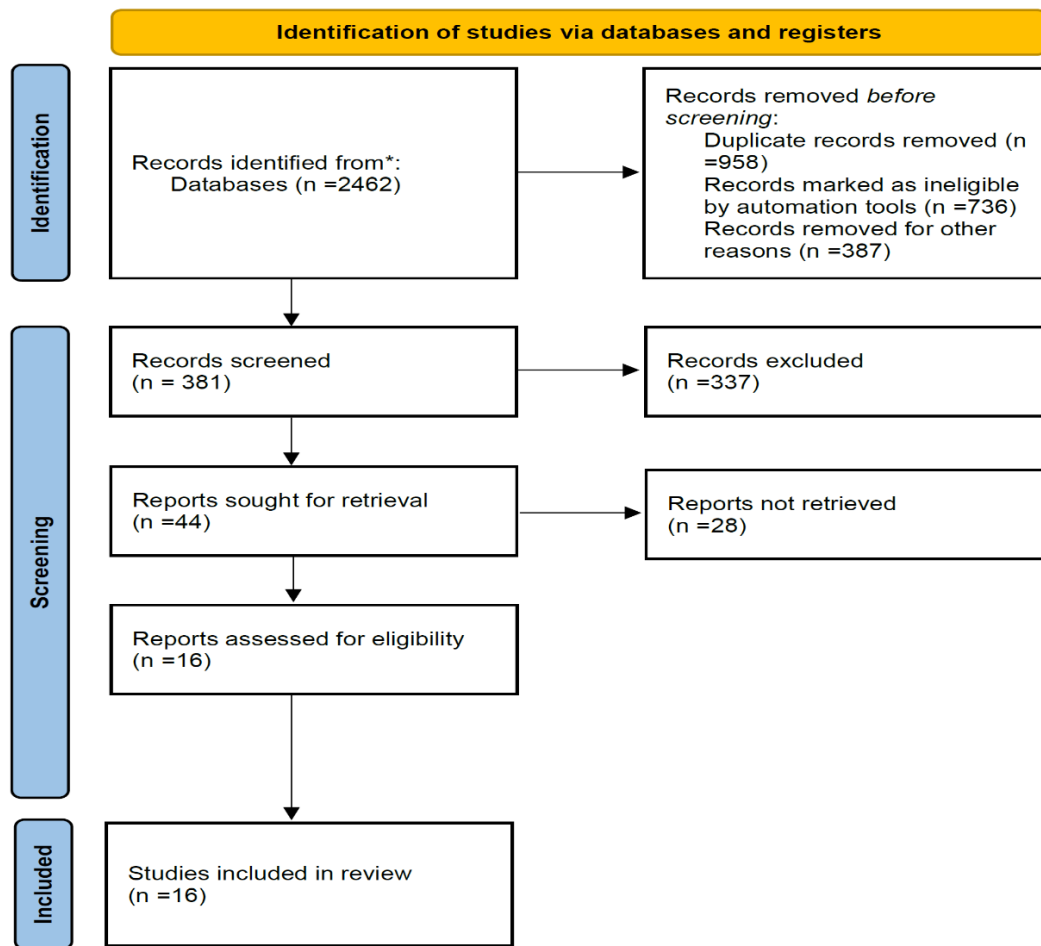 Identification of studies via databases and registers
Identification
Records identified from*:
Databases (n =2462)
Records removed before
screening:
Duplicate records removed (n
=958)
Records marked as ineligible
by automation tools (n =736)
Records removed for other
reasons (n =387)
Screening
Records screened
(n = 381)
Records excluded
(n =337)
Reports sought for retrieval
(n =44)
Reports not retrieved
(n =28)
Reports assessed for eligibility
(n =16)
Included
Studies included in review
(n =16)